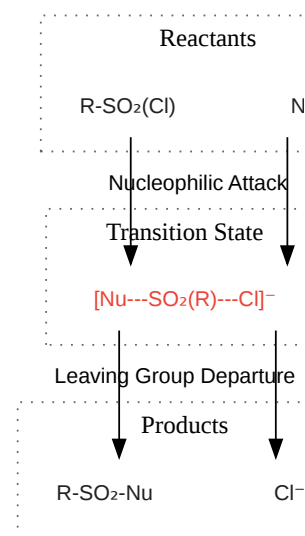 Reactants
R-SO₂(Cl) N
Nucleophilic Attack
Transition State
[Nu---SO₂(R)---Cl]⁻
Leaving Group Departure
Products
R-SO₂-Nu Cl⁻